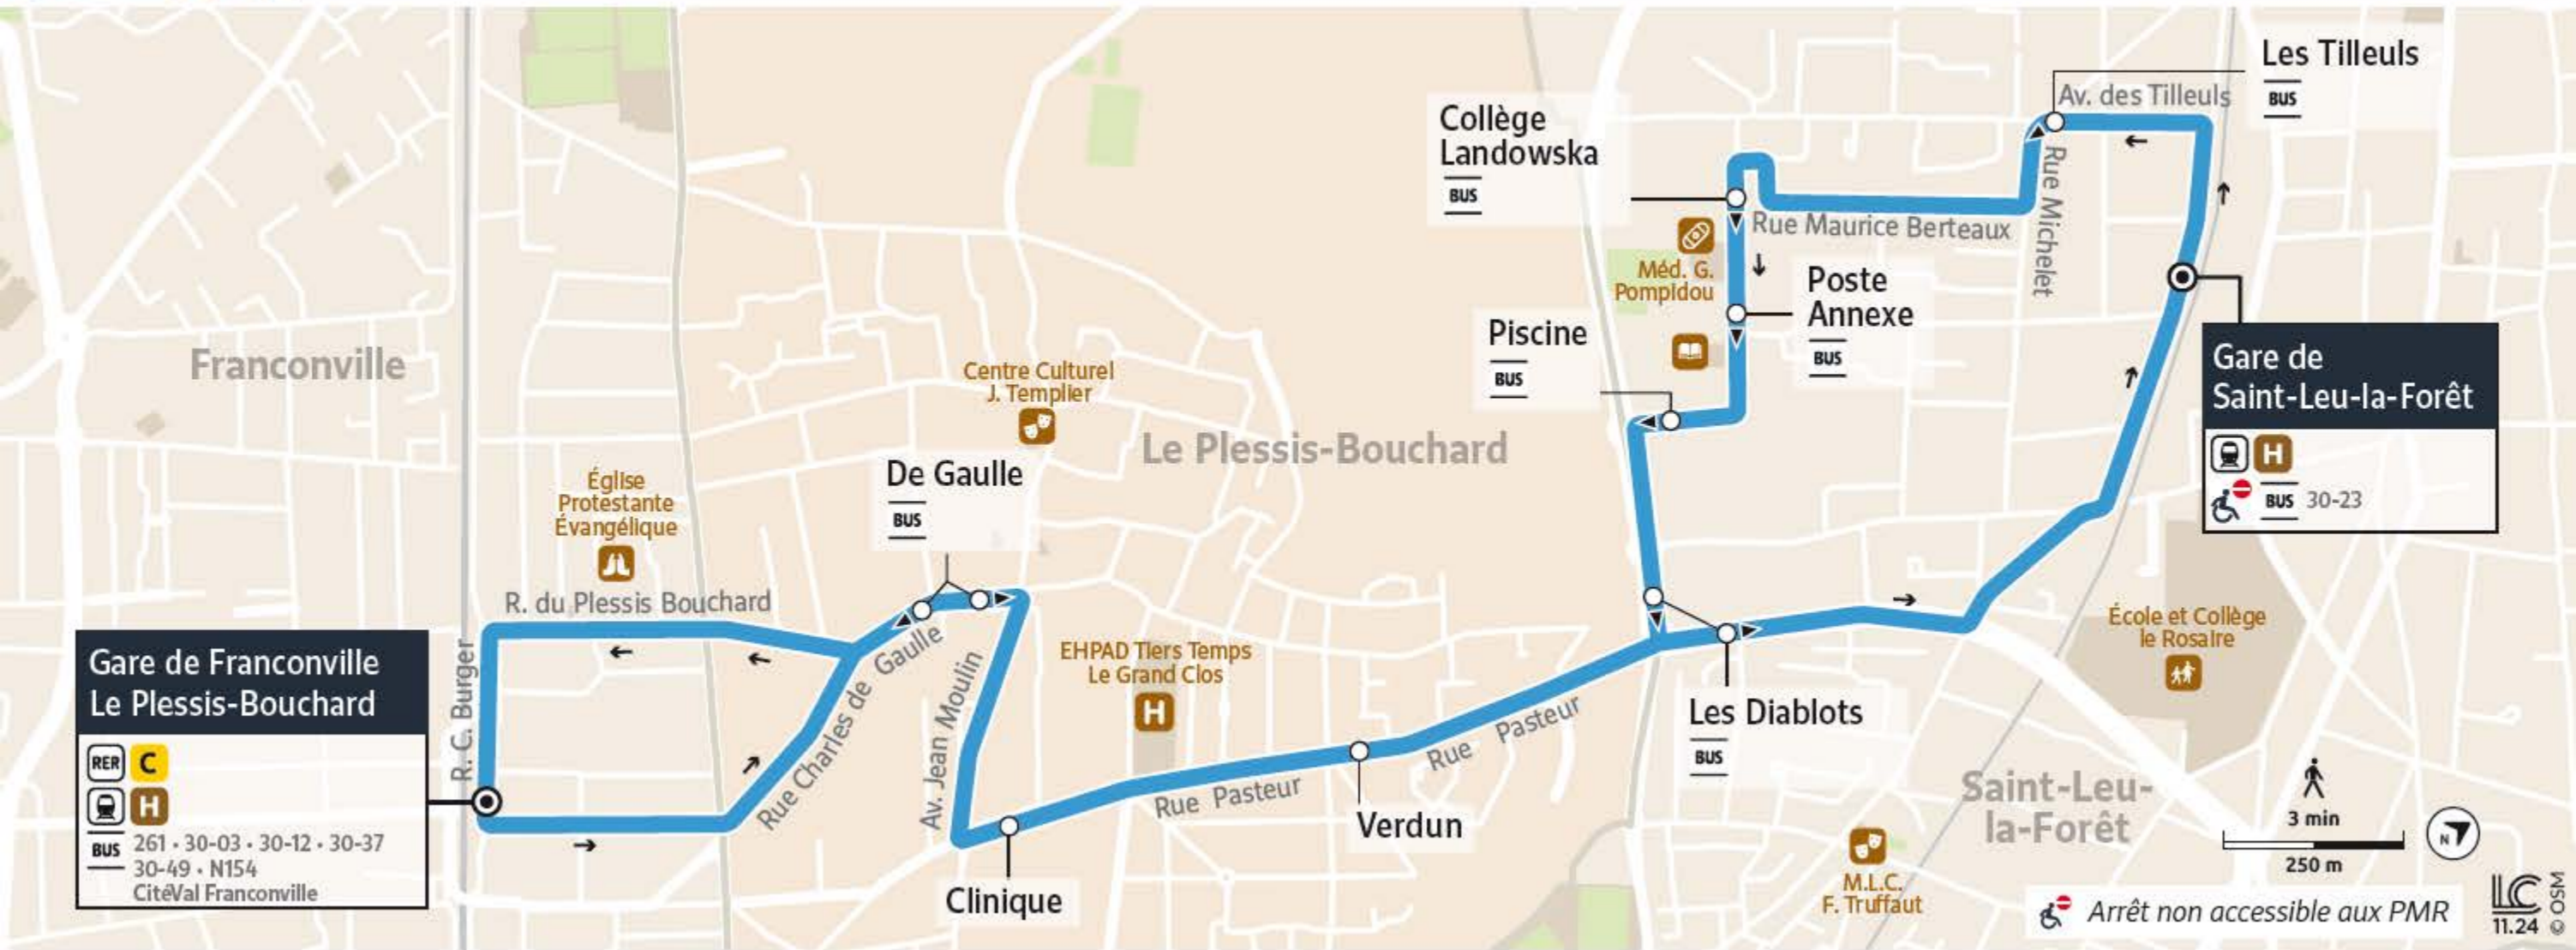 Les Tilleuls
BUS
Av. des Tilleuls
Collège
Landowska
BUS
Rue Michelet
Rue Maurice Berteaux
Méd. G.
Pompidou
Poste
Annexe
BUS
Piscine
BUS
Gare de
Saint-Leu-la-Forêt
H
BUS 30-23
Franconville
Centre Culturel
J. Templier
Le Plessis-Bouchard
De Gaulle
BUS
Église
Protestante
Évangélique
R. du Plessis Bouchard
R. C. Burger
Gare de Franconville
Le Plessis-Bouchard
RER C
H
BUS 261 • 30-03 • 30-12 • 30-37
30-49 • N154
CitéVal Franconville
Rue Charles de Gaulle
Av. Jean Moulin
EHPAD Tiers Temps
Le Grand Clos
H
Rue Pasteur
Rue Pasteur
Verdun
Clinique
Les Diablots
BUS
École et Collège
le Rosaire
Saint-Leu-
la-Forêt
M.L.C.
F. Truffaut
3 min
250 m
N
Arrêt non accessible aux PMR
LC
11.24
© OSM